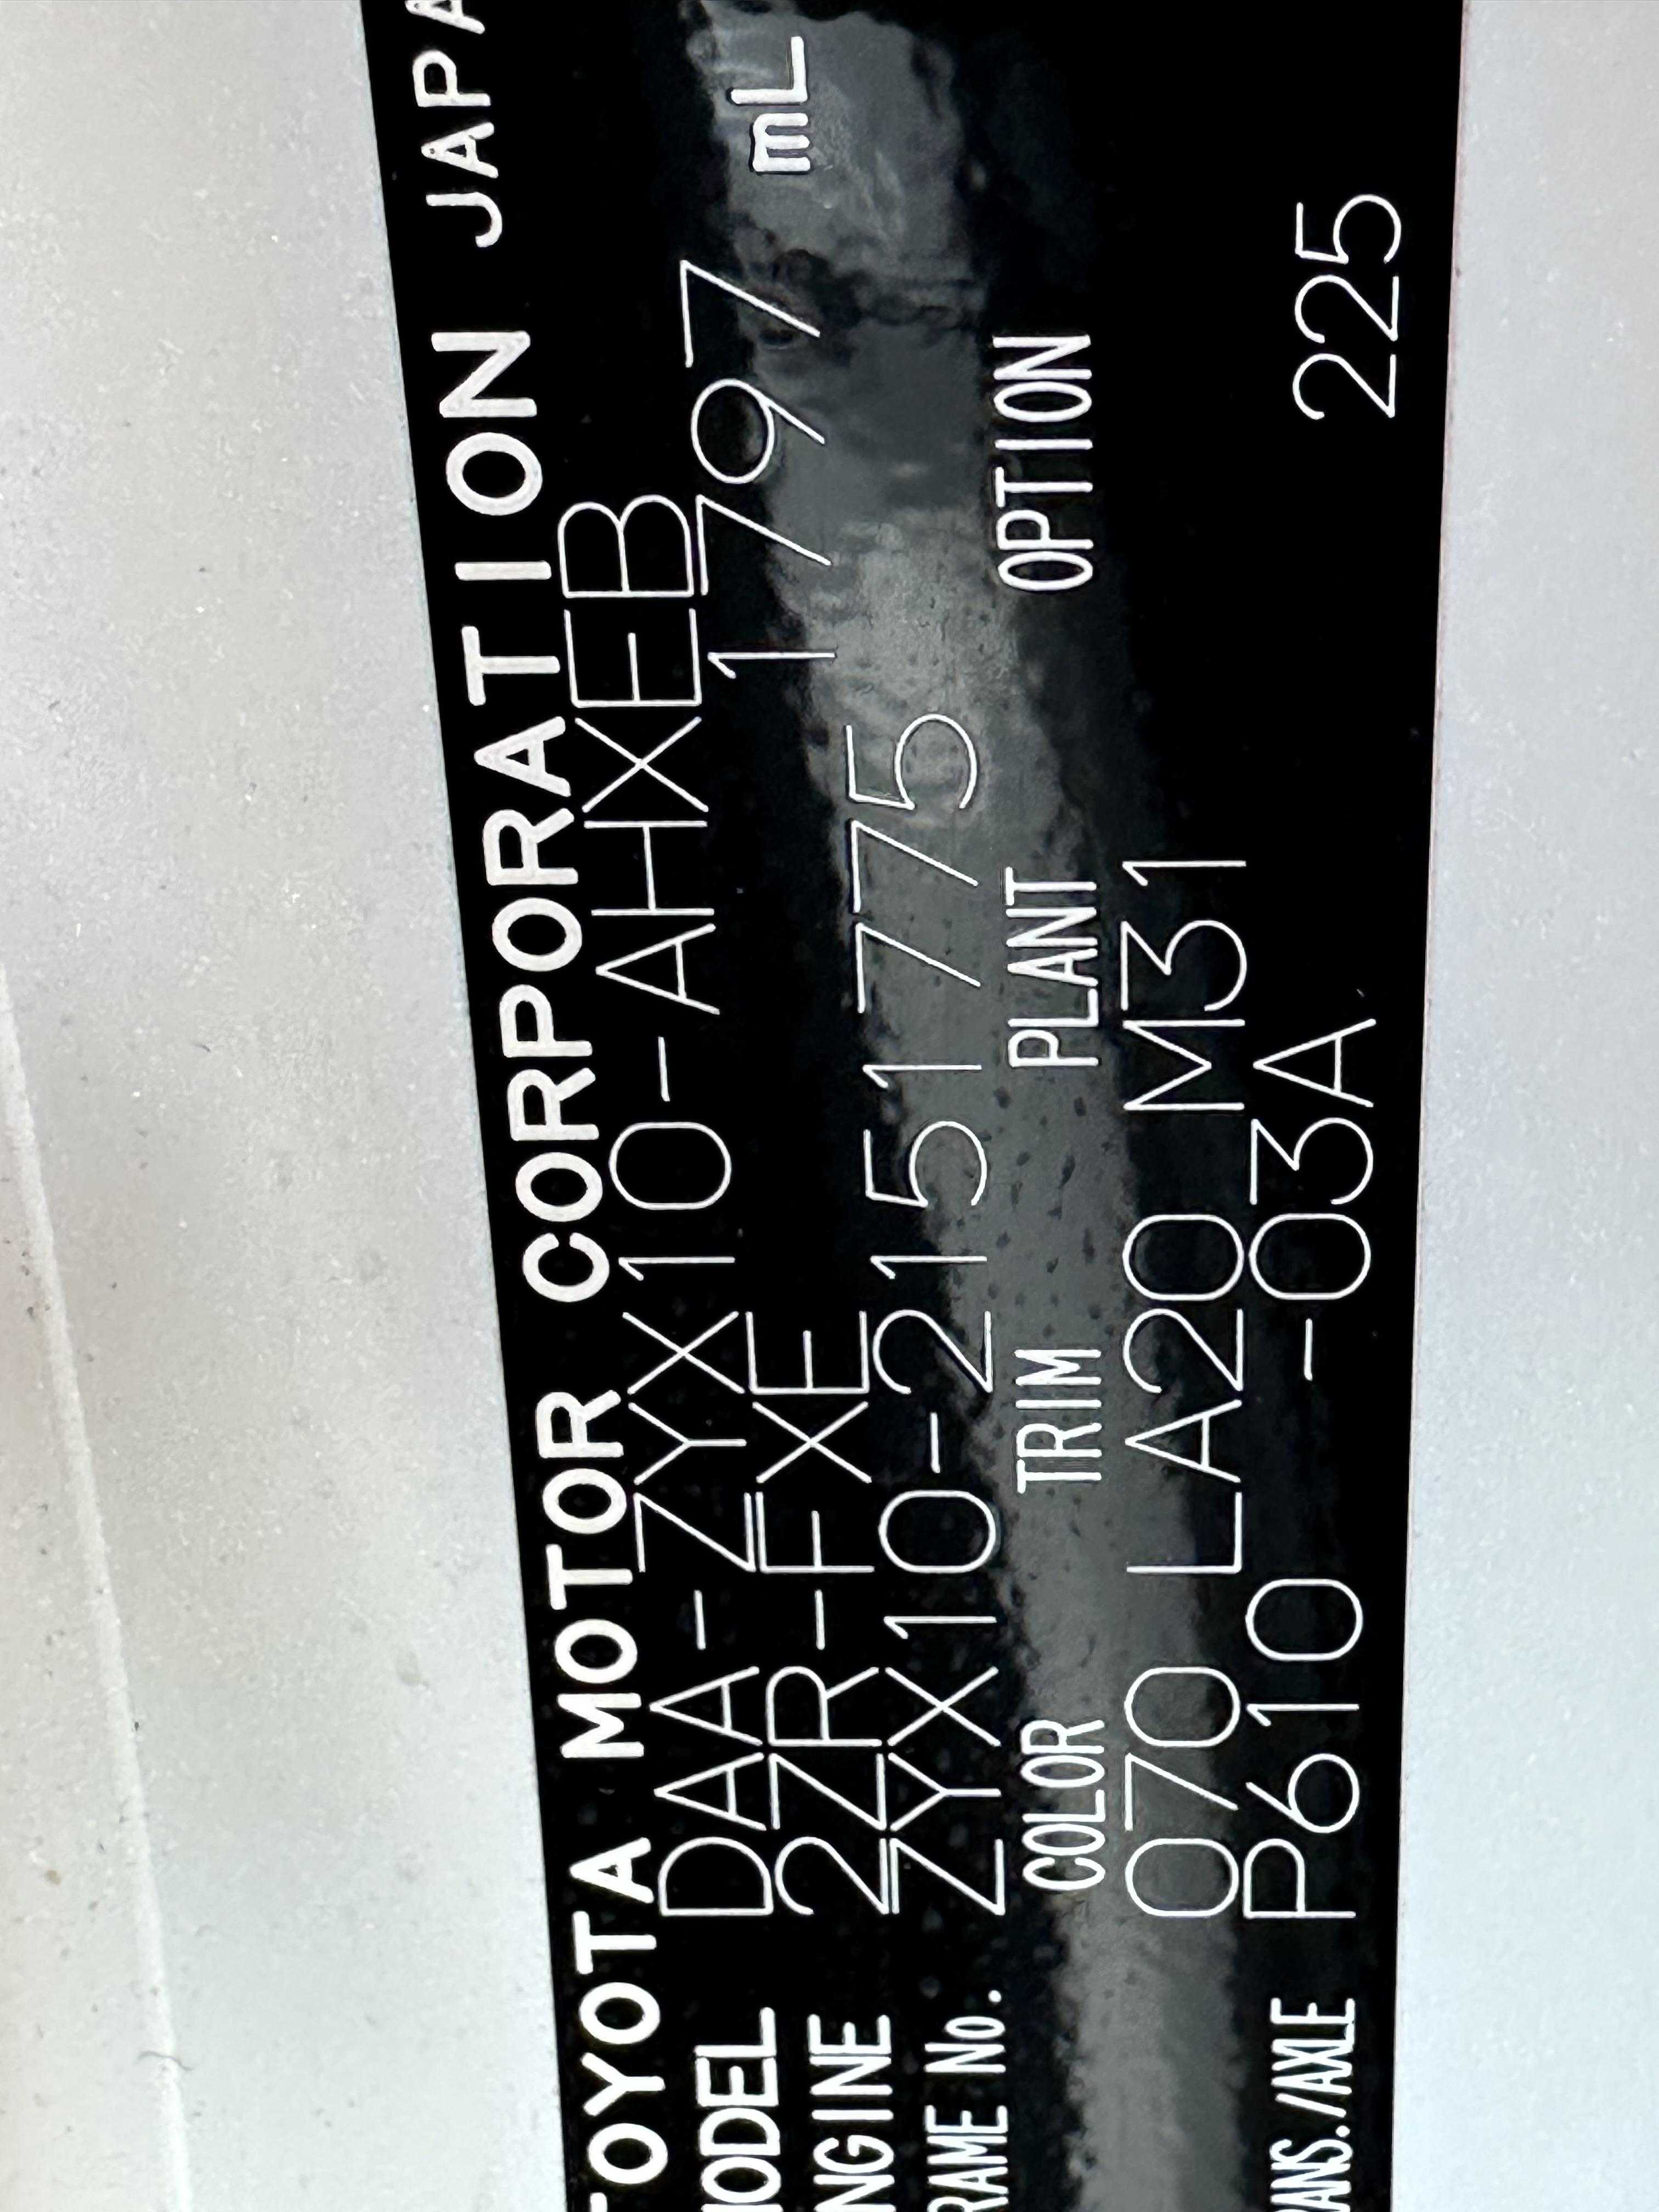 TOYOTA MOTOR CORPORATION JAPA
MODEL DAA-ZYX10-AHXEB
ENGINE 2ZR-FXE 1797 mL
FRAME No. ZYX10-2151775
COLOR TRIM PLANT OPTION
070 LA20 M31
TRANS./AXLE P610 -03A 225